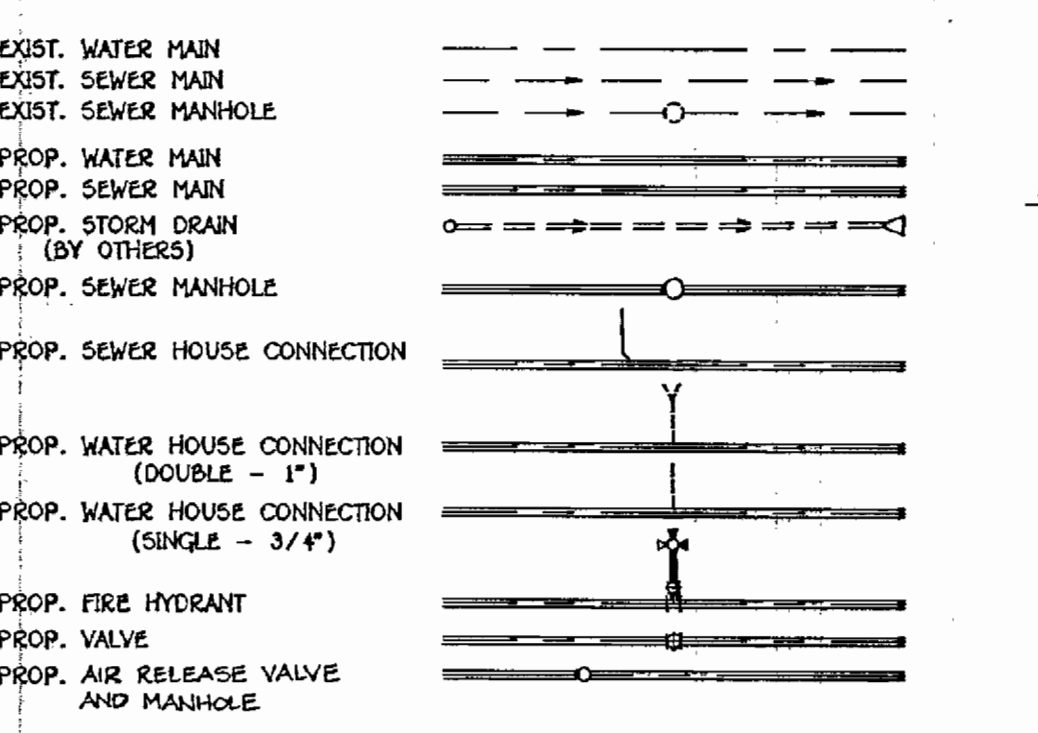 EXIST. WATER MAIN
EXIST. SEWER MAIN
EXIST. SEWER MANHOLE
PROP. WATER MAIN
PROP. SEWER MAIN
PROP. STORM DRAIN
(BY OTHERS)
PROP. SEWER MANHOLE
PROP. SEWER HOUSE CONNECTION
PROP. WATER HOUSE CONNECTION
(DOUBLE - 1")
PROP. WATER HOUSE CONNECTION
(SINGLE - 3/4")
PROP. FIRE HYDRANT
PROP. VALVE
PROP. AIR RELEASE VALVE
AND MANHOLE